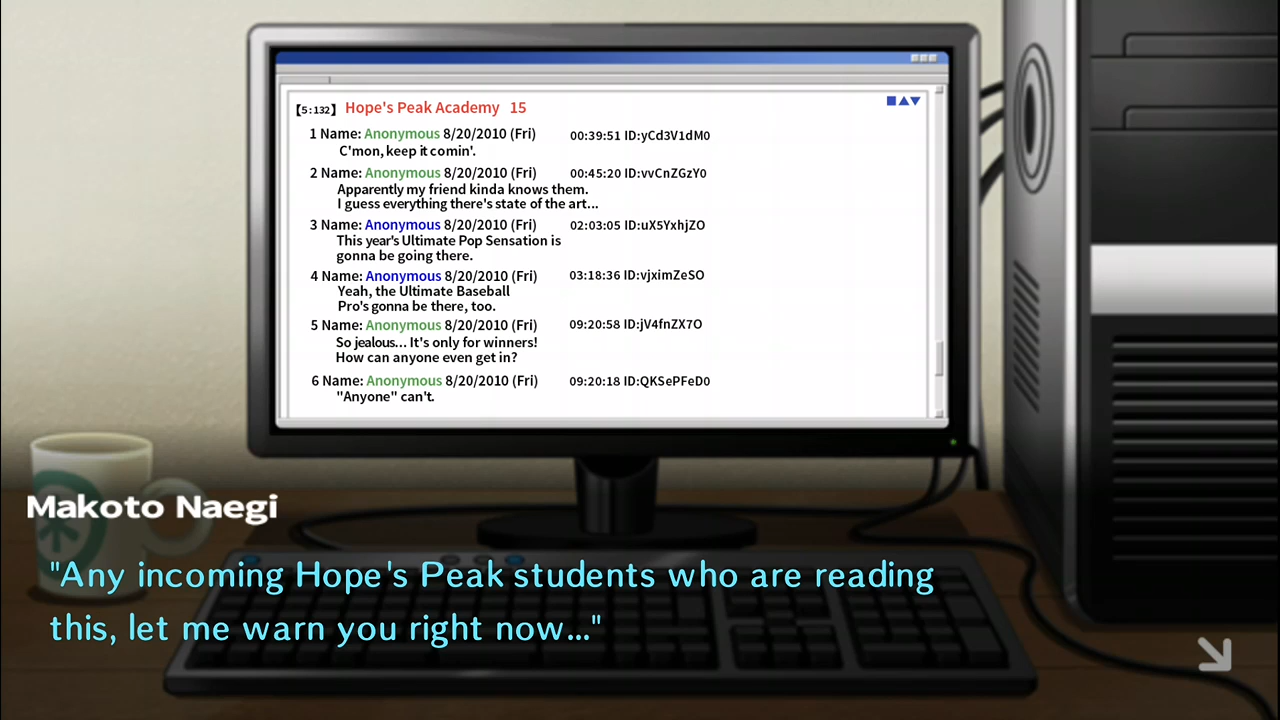 【5:132】 Hope's Peak Academy 15
1 Name: Anonymous 8/20/2010 (Fri) 00:39:51 ID:yCd3V1dM0
C'mon, keep it comin'.
2 Name: Anonymous 8/20/2010 (Fri) 00:45:20 ID:vvCnZGzY0
Apparently my friend kinda knows them.
I guess everything there's state of the art...
3 Name: Anonymous 8/20/2010 (Fri) 02:03:05 ID:uX5YxhjZO
This year's Ultimate Pop Sensation is
gonna be going there.
4 Name: Anonymous 8/20/2010 (Fri) 03:18:36 ID:vjximZeSO
Yeah, the Ultimate Baseball
Pro's gonna be there, too.
5 Name: Anonymous 8/20/2010 (Fri) 09:20:58 ID:jV4fnZX7O
So jealous... It's only for winners!
How can anyone even get in?
6 Name: Anonymous 8/20/2010 (Fri) 09:20:18 ID:QKSePFeD0
"Anyone" can't.
Makoto Naegi
"Any incoming Hope's Peak students who are reading
this, let me warn you right now..."